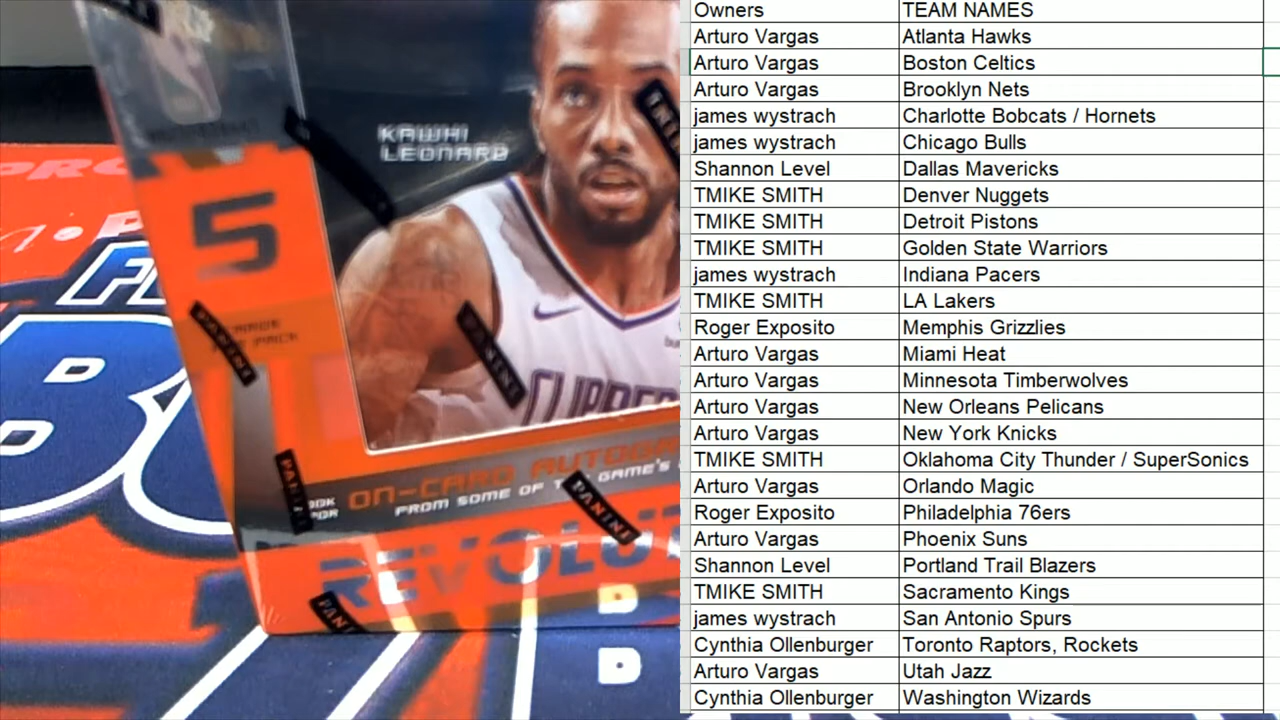 KAWHI
LEONARD
5
PANINI
PANINI
PANINI
PANINI
CLIPPERS
ON-CARD AUTOGRA
FROM SOME OF THE GAME'S
REVOLU
Owners TEAM NAMES
Arturo Vargas Atlanta Hawks
Arturo Vargas Boston Celtics
Arturo Vargas Brooklyn Nets
james wystrach Charlotte Bobcats / Hornets
james wystrach Chicago Bulls
Shannon Level Dallas Mavericks
TMIKE SMITH Denver Nuggets
TMIKE SMITH Detroit Pistons
TMIKE SMITH Golden State Warriors
james wystrach Indiana Pacers
TMIKE SMITH LA Lakers
Roger Exposito Memphis Grizzlies
Arturo Vargas Miami Heat
Arturo Vargas Minnesota Timberwolves
Arturo Vargas New Orleans Pelicans
Arturo Vargas New York Knicks
TMIKE SMITH Oklahoma City Thunder / SuperSonics
Arturo Vargas Orlando Magic
Roger Exposito Philadelphia 76ers
Arturo Vargas Phoenix Suns
Shannon Level Portland Trail Blazers
TMIKE SMITH Sacramento Kings
james wystrach San Antonio Spurs
Cynthia Ollenburger Toronto Raptors, Rockets
Arturo Vargas Utah Jazz
Cynthia Ollenburger Washington Wizards